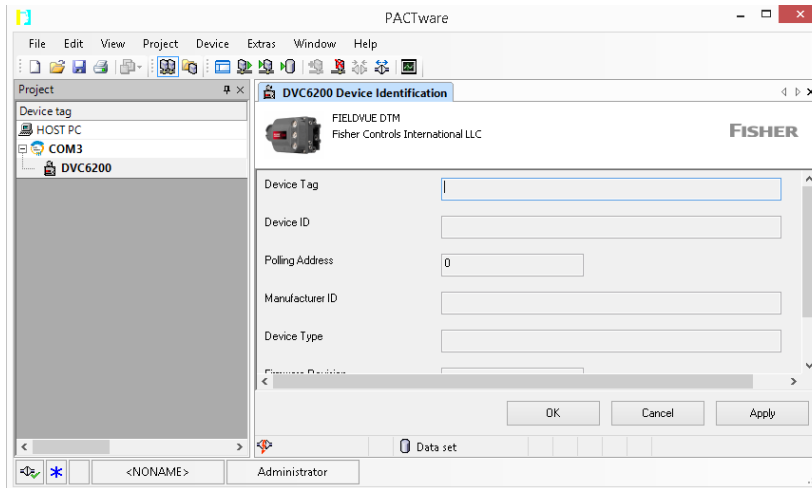 PACTware
File Edit View Project Device Extras Window Help
Project
DVC6200 Device Identification
Device tag
HOST PC
COM3
DVC6200
FIELDVUE DTM
Fisher Controls International LLC
FISHER
Device Tag
Device ID
Polling Address 0
Manufacturer ID
Device Type
Firmware Revision
OK Cancel Apply
Data set
<NONAME> Administrator